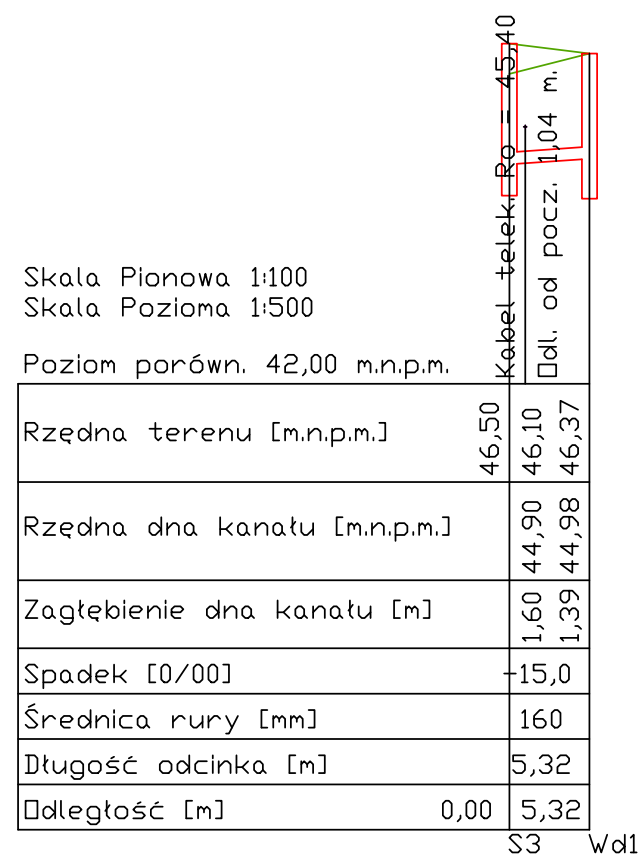 Kabel telek. Ro = 45,40
Odl. od pocz. 1,04 m.
Skala Pionowa 1:100
Skala Pozioma 1:500
Poziom porówn. 42,00 m.n.p.m.
Rzędna terenu [m.n.p.m.] 46,50 46,10 46,37
Rzędna dna kanału [m.n.p.m.] 44,90 44,98
Zagłębienie dna kanału [m] 1,60 1,39
Spadek [0/00] -15,0
Średnica rury [mm] 160
Długość odcinka [m] 5,32
Odległość [m] 0,00 5,32
S3 Wd1